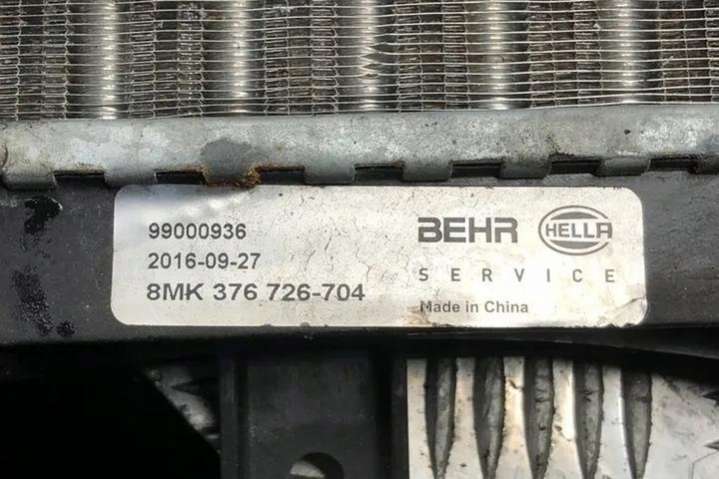 99000936
2016-09-27
8MK 376 726-704
BEHR HELLA
SERVICE
Made in China